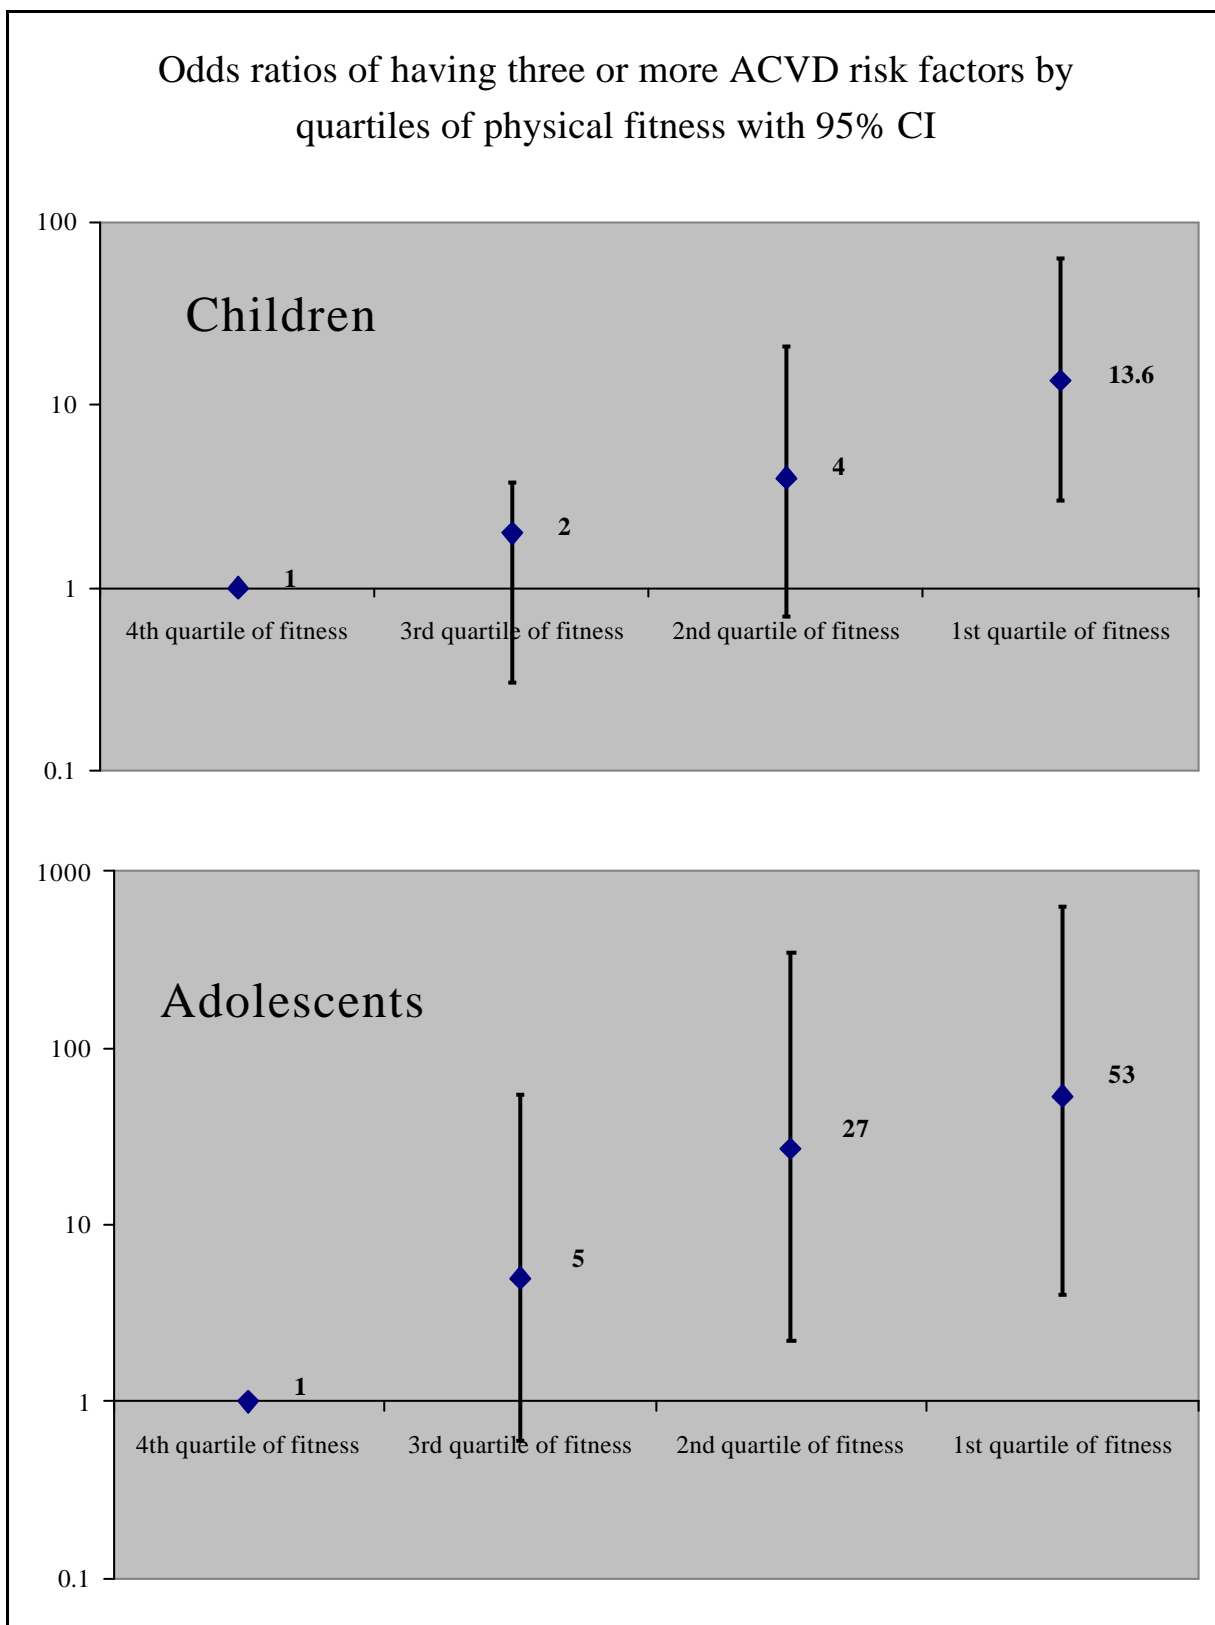 Odds ratios of having three or more ACVD risk factors by
quartiles of physical fitness with 95% CI
100
Children
13.6
10
4
2
1
1
4th quartile of fitness 3rd quartile of fitness 2nd quartile of fitness 1st quartile of fitness
0.1
1000
Adolescents
100
53
27
10
5
1
1
4th quartile of fitness 3rd quartile of fitness 2nd quartile of fitness 1st quartile of fitness
0.1